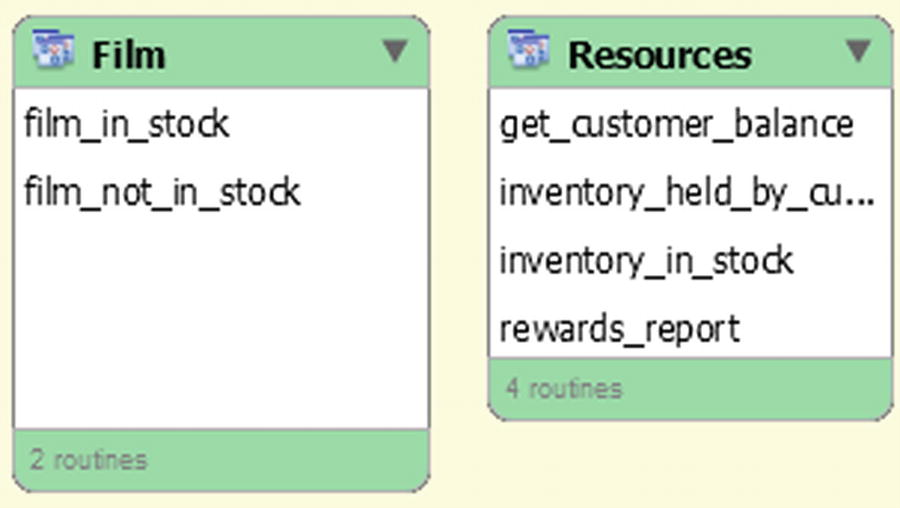 Film
film_in_stock
film_not_in_stock
2 routines
Resources
get_customer_balance
inventory_held_by_cu...
inventory_in_stock
rewards_report
4 routines